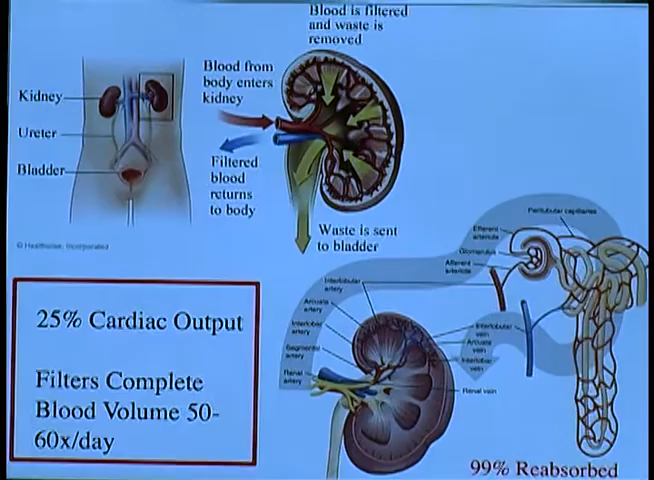 Blood is filtered
and waste is
removed
Blood from
body enters
kidney
Kidney
Ureter
Bladder
Filtered
blood
returns
to body
Waste is sent
to bladder
© Healthwise, Incorporated
25% Cardiac Output
Filters Complete
Blood Volume 50-
60x/day
Peritubular capillaries
Efferent
arteriole
Glomerulus
Afferent
arteriole
Interlobular
artery
Arcuate
artery
Interlobar
artery
Segmental
artery
Renal
artery
Interlobular
vein
Arcuate
vein
Interlobar
vein
Renal vein
99% Reabsorbed